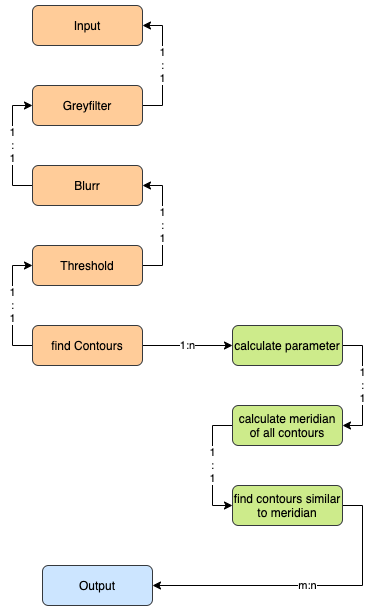 Input
1:1
Greyfilter
1:1
Blurr
1:1
Threshold
1:1
find Contours
1:n
calculate parameter
1:1
calculate meridian
of all contours
1:1
find contours similar
to meridian
m:n
Output